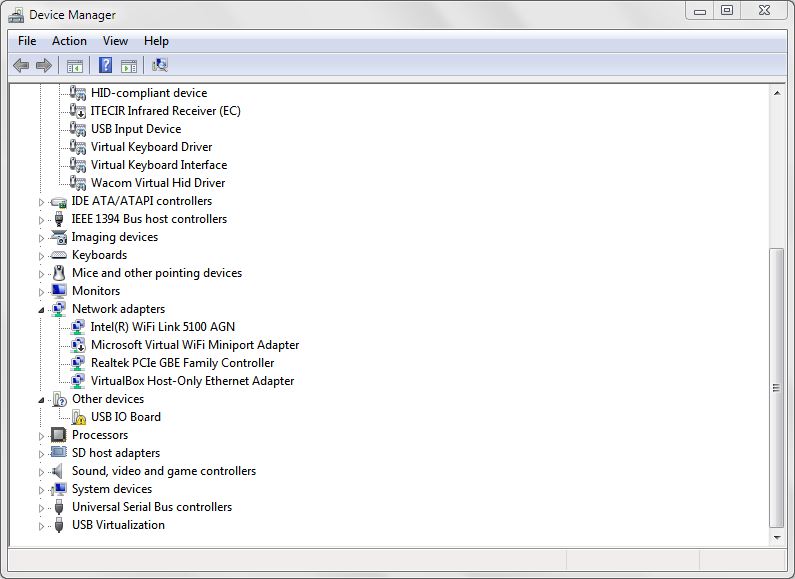 Device Manager
File Action View Help
HID-compliant device
ITECIR Infrared Receiver (EC)
USB Input Device
Virtual Keyboard Driver
Virtual Keyboard Interface
Wacom Virtual Hid Driver
IDE ATA/ATAPI controllers
IEEE 1394 Bus host controllers
Imaging devices
Keyboards
Mice and other pointing devices
Monitors
Network adapters
Intel(R) WiFi Link 5100 AGN
Microsoft Virtual WiFi Miniport Adapter
Realtek PCIe GBE Family Controller
VirtualBox Host-Only Ethernet Adapter
Other devices
USB IO Board
Processors
SD host adapters
Sound, video and game controllers
System devices
Universal Serial Bus controllers
USB Virtualization